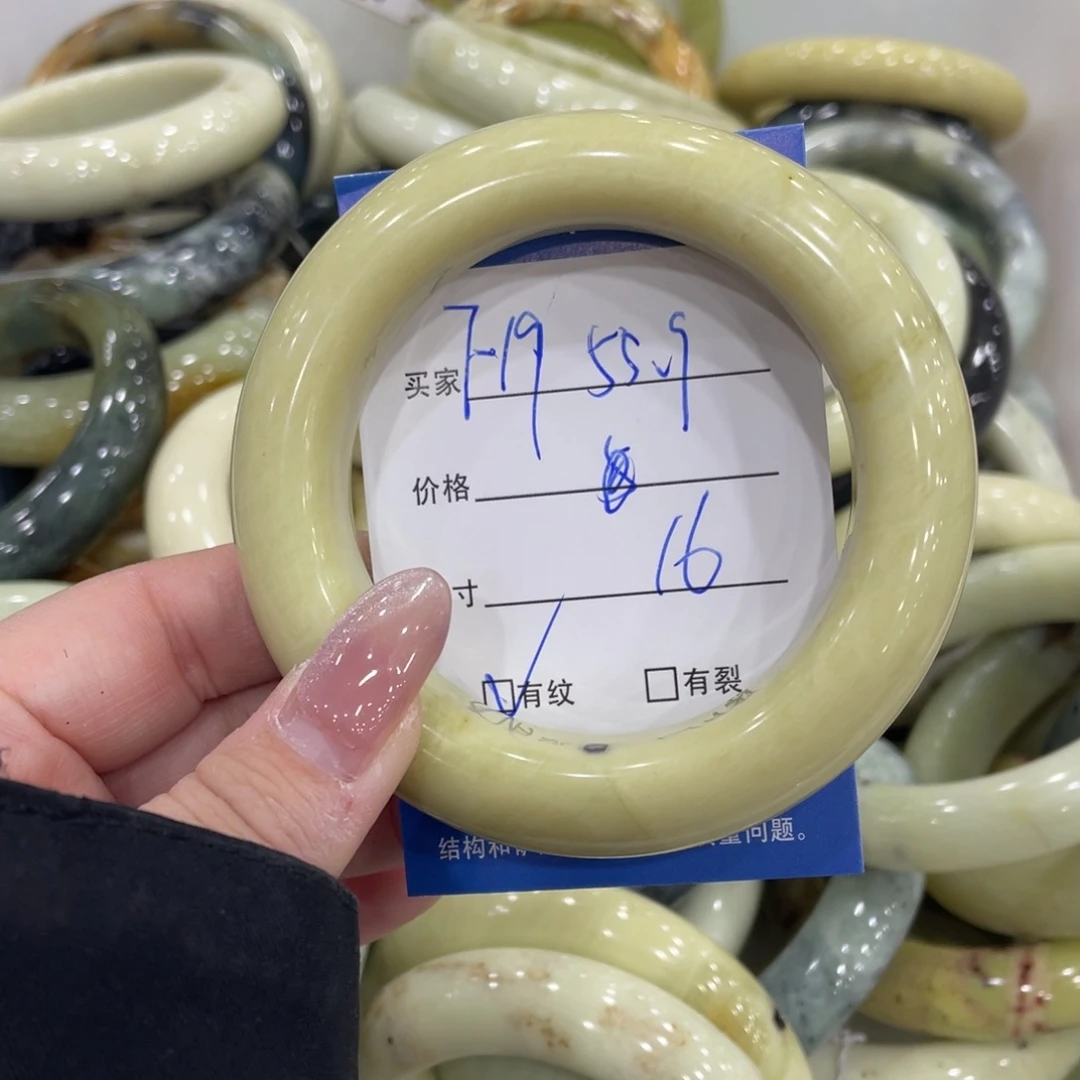 买家 7-19 55.9
价格
寸 16
☑有纹 □有裂
结构和
量问题。